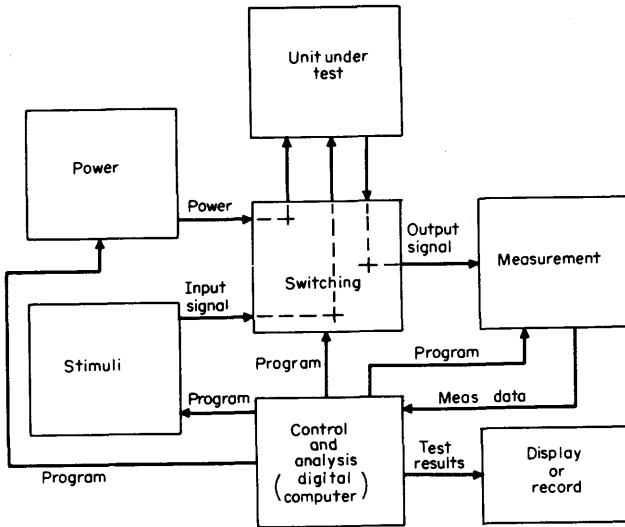 Unit under
test
Power
Power
Output
signal
Measurement
Switching
Input
signal
Stimuli
Program
Program
Program
Meas data
Control
and
analysis
(digital
computer)
Test
results
Display
or
record
Program